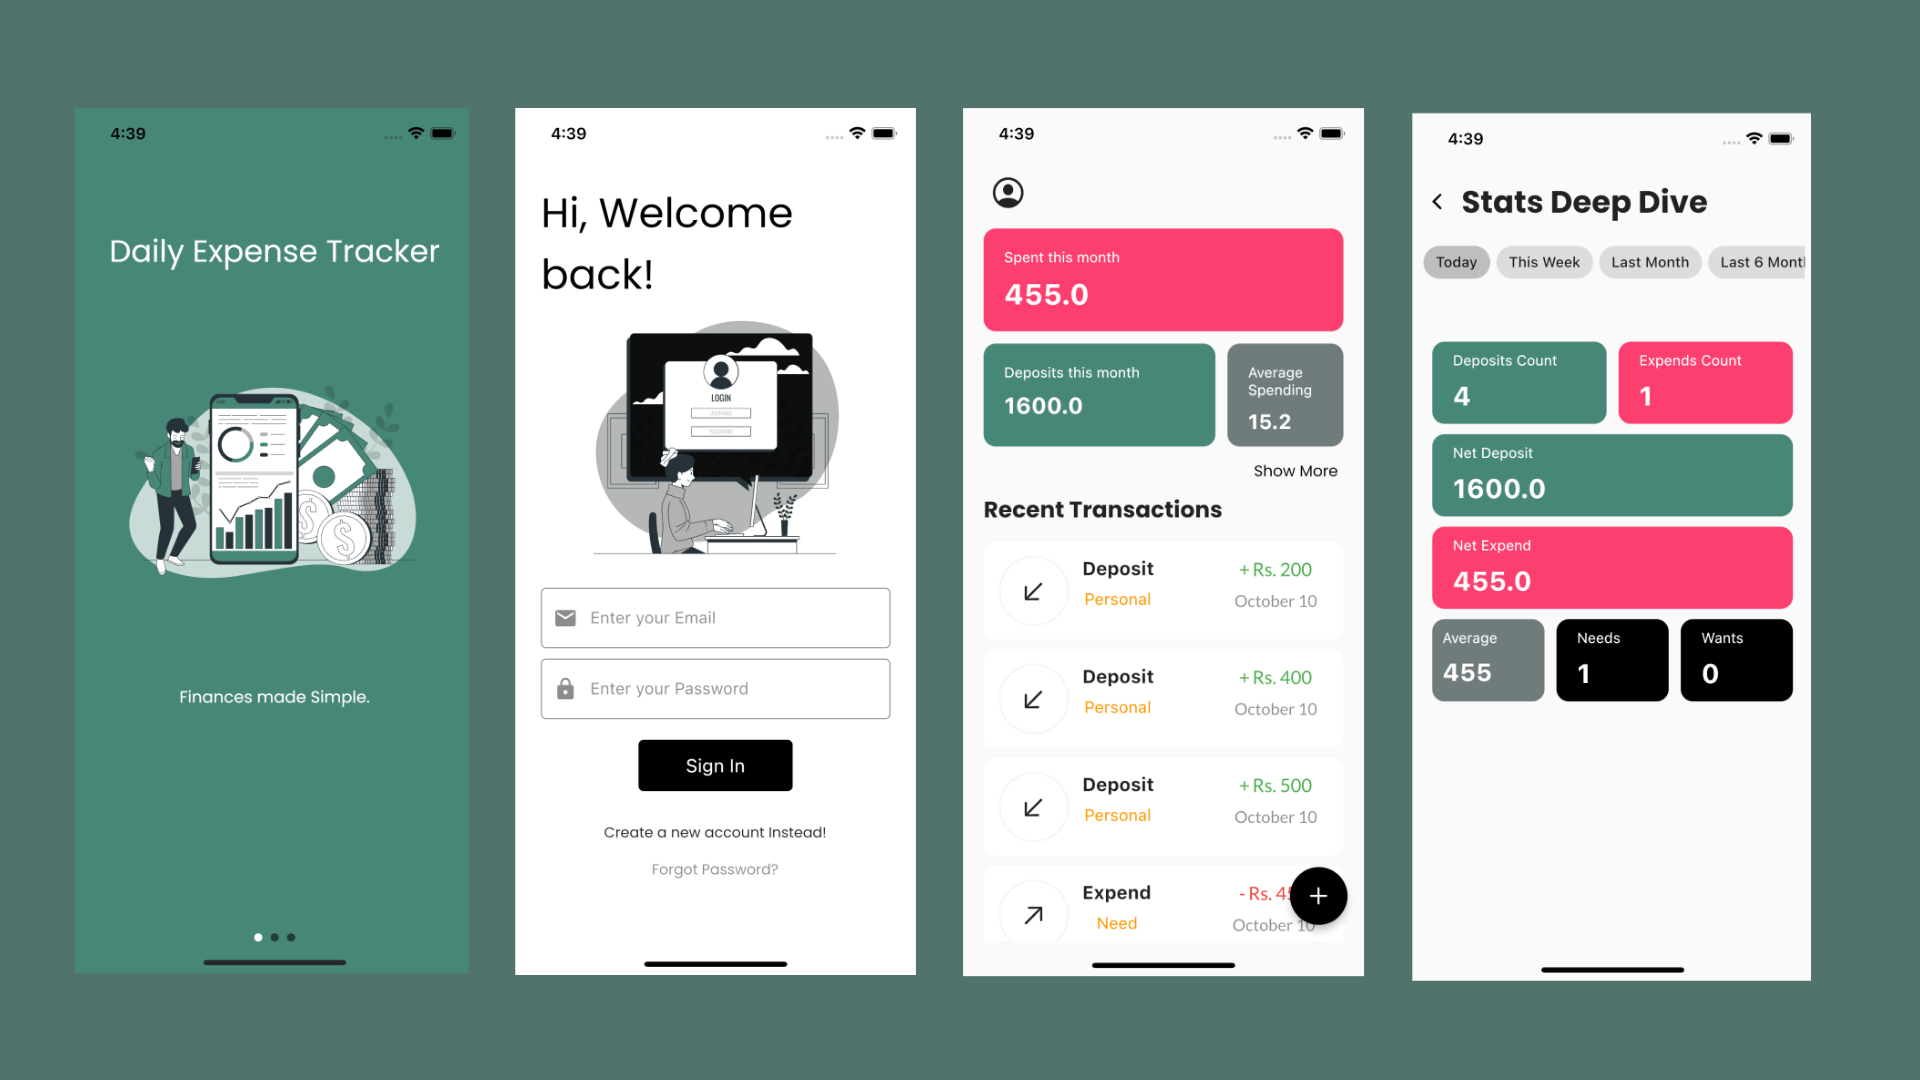 4:39
Daily Expense Tracker
Finances made Simple.
4:39
Hi, Welcome
back!
LOGIN
USERNAME
PASSWORD
Enter your Email
Enter your Password
Sign In
Create a new account Instead!
Forgot Password?
4:39
Spent this month
455.0
Deposits this month
1600.0
Average
Spending
15.2
Show More
Recent Transactions
Deposit
+ Rs. 200
Personal
October 10
Deposit
+ Rs. 400
Personal
October 10
Deposit
+ Rs. 500
Personal
October 10
Expend
- Rs. 45
Need
October 10
4:39
Stats Deep Dive
Today
This Week
Last Month
Last 6 Mont
Deposits Count
4
Expends Count
1
Net Deposit
1600.0
Net Expend
455.0
Average
455
Needs
1
Wants
0